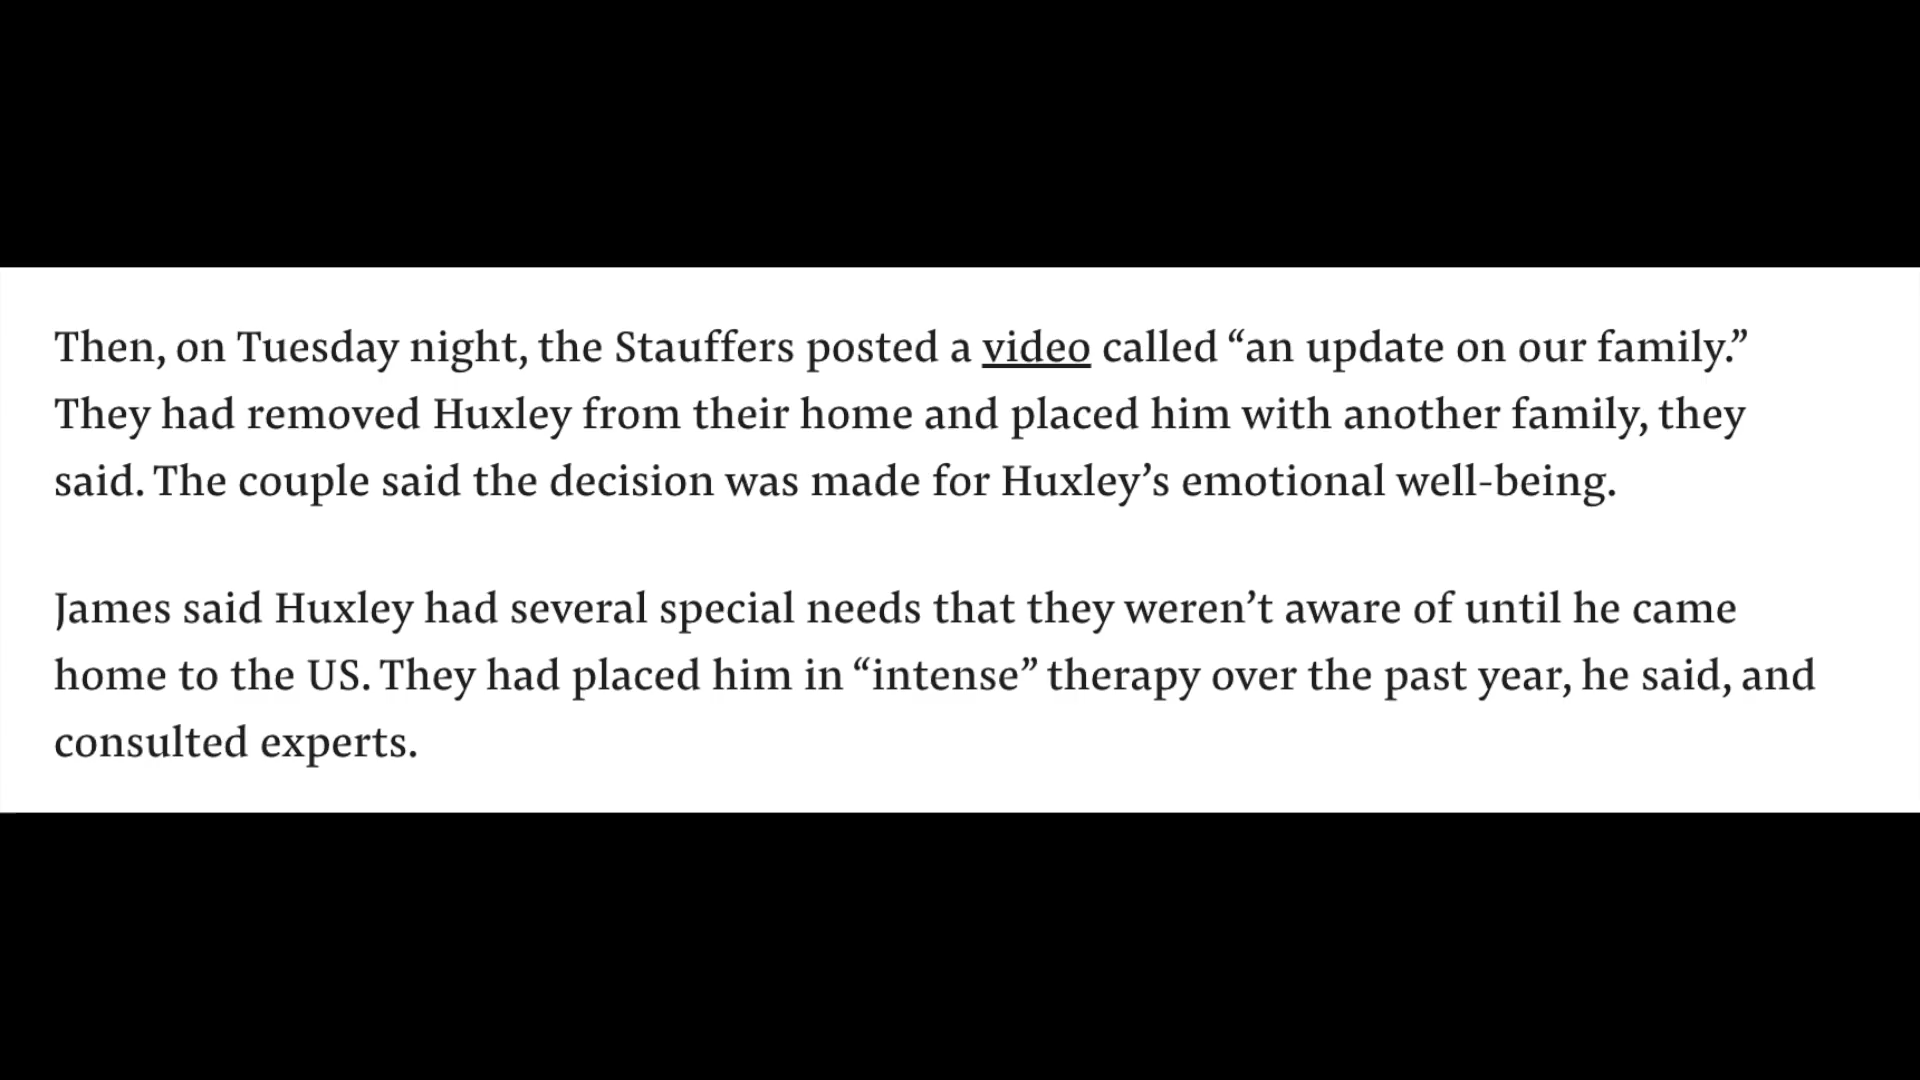 Then, on Tuesday night, the Stauffers posted a video called “an update on our family.”
They had removed Huxley from their home and placed him with another family, they
said. The couple said the decision was made for Huxley’s emotional well-being.
James said Huxley had several special needs that they weren’t aware of until he came
home to the US. They had placed him in “intense” therapy over the past year, he said, and
consulted experts.